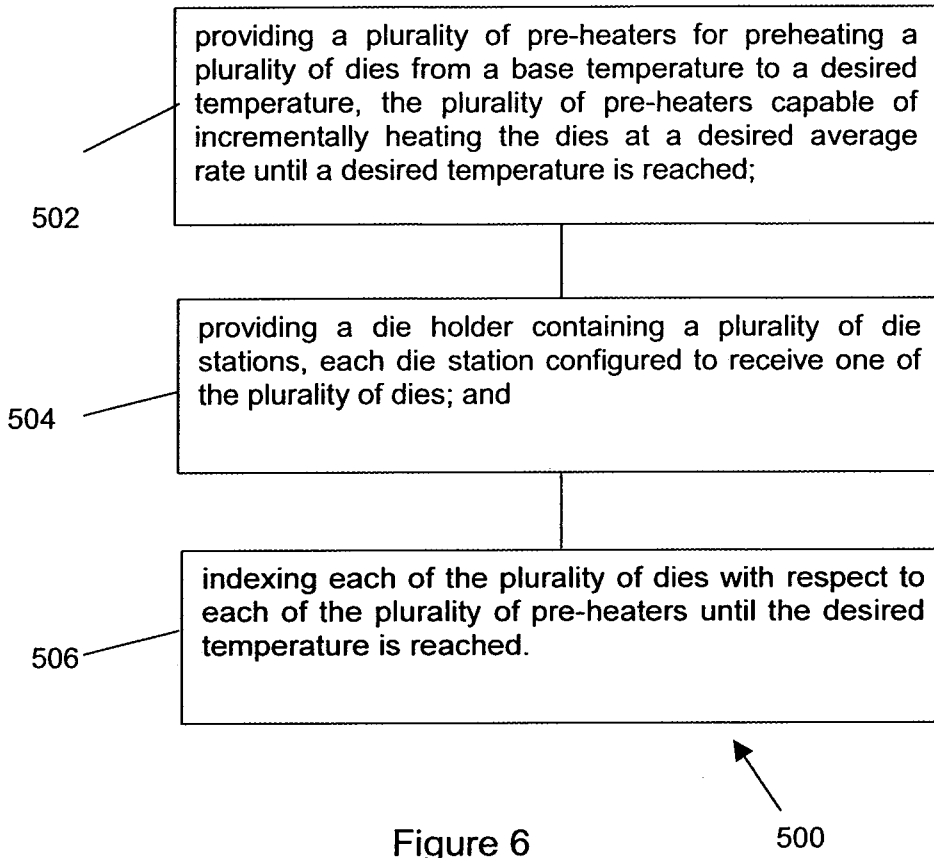 providing a plurality of pre-heaters for preheating a
plurality of dies from a base temperature to a desired
temperature, the plurality of pre-heaters capable of
incrementally heating the dies at a desired average
rate until a desired temperature is reached;
502
providing a die holder containing a plurality of die
stations, each die station configured to receive one of
the plurality of dies; and
504
indexing each of the plurality of dies with respect to
each of the plurality of pre-heaters until the desired
temperature is reached.
506
Figure 6
500